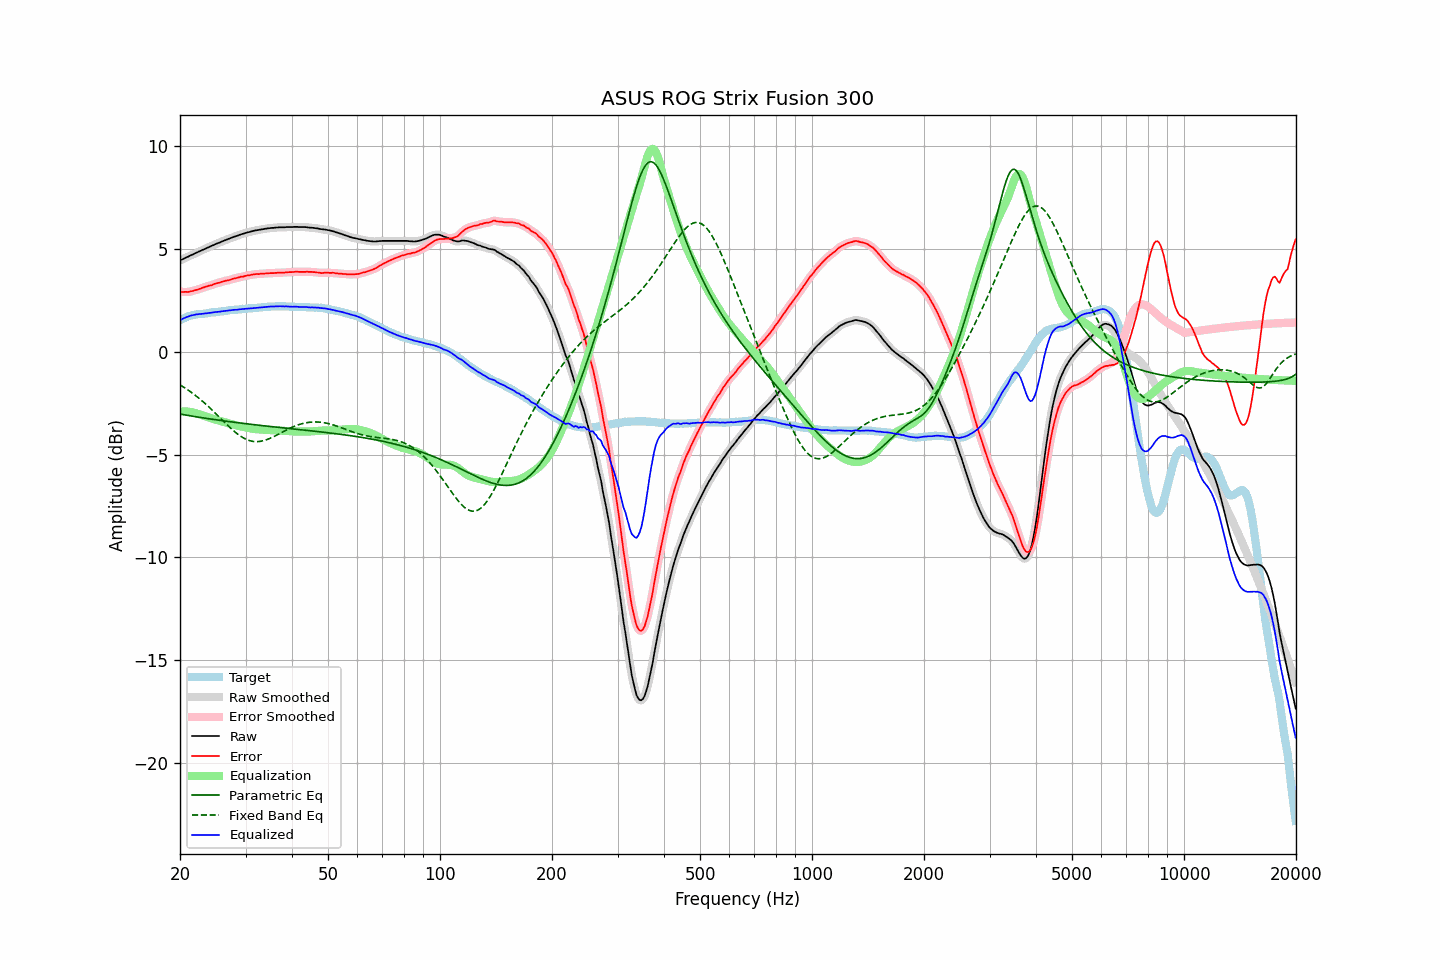 ASUS ROG Strix Fusion 300
Amplitude (dBr)
10
5
0
−5
−10
−15
−20
Target
Raw Smoothed
Error Smoothed
Raw
Error
Equalization
Parametric Eq
Fixed Band Eq
Equalized
20 50 100 200 500 1000 2000 5000 10000 20000
Frequency (Hz)